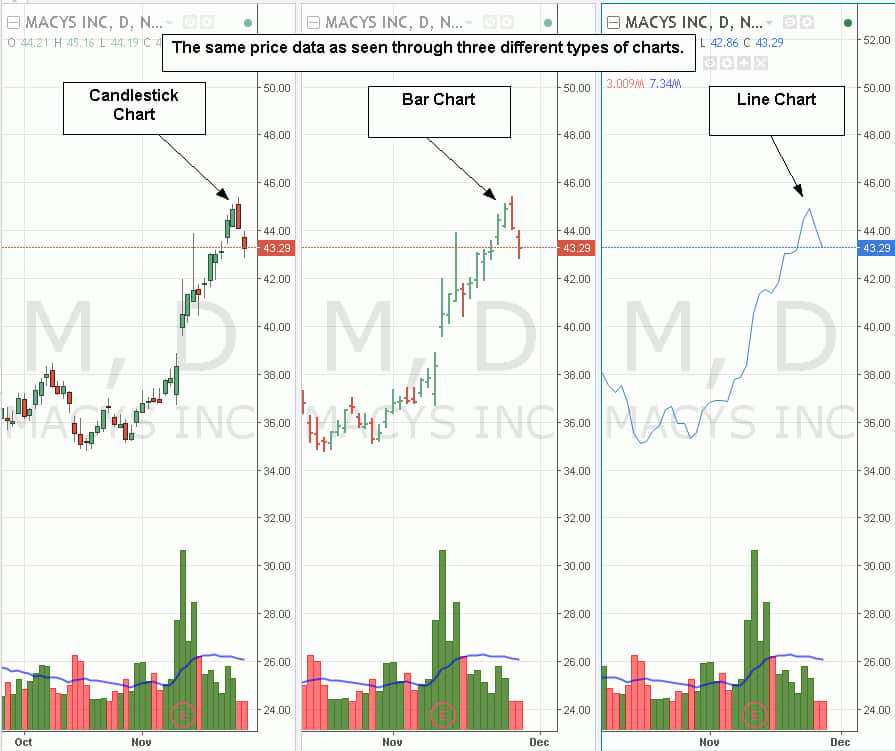 MACYS INC, D, N...
MACYS INC, D, N...
MACYS INC, D, N...
O 44.21 H 45.16 L 44.19 C 4
L 42.86 C 43.29
The same price data as seen through three different types of charts.
3.009M 7.34M
Candlestick
Chart
Bar Chart
Line Chart
50.00
48.00
46.00
44.00
43.29
42.00
40.00
38.00
36.00
34.00
32.00
30.00
28.00
26.00
24.00
50.00
48.00
46.00
44.00
43.29
42.00
40.00
38.00
36.00
34.00
32.00
30.00
28.00
26.00
24.00
52.00
50.00
48.00
46.00
44.00
43.29
42.00
40.00
38.00
36.00
34.00
32.00
30.00
28.00
26.00
24.00
M, D
MACYS INC
M, D
MACYS INC
M, D
MACYS INC
E
E
E
Oct Nov
Nov Dec
Nov Dec